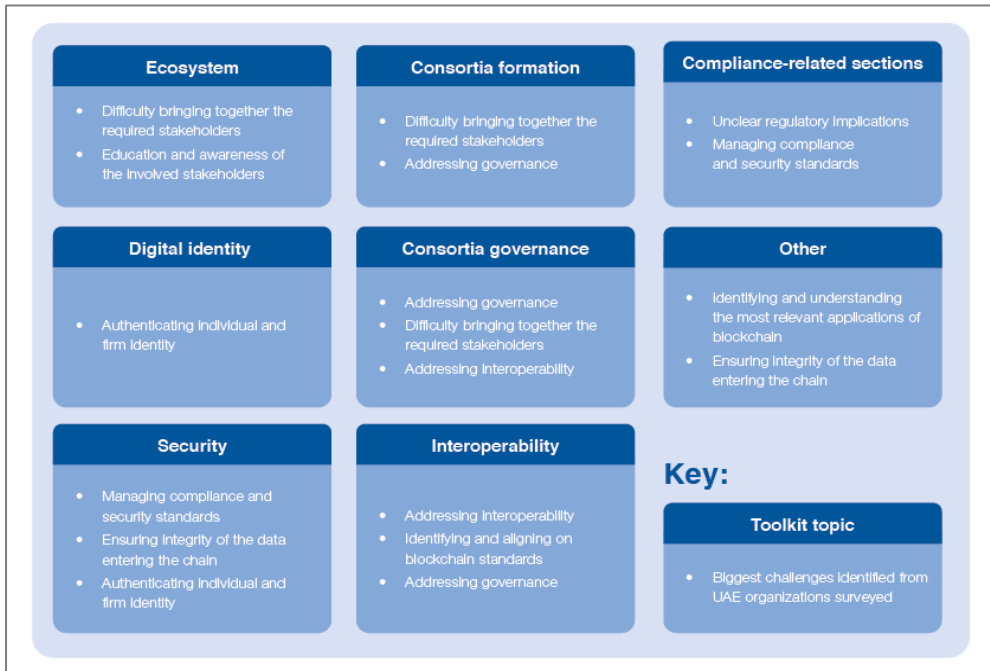 Ecosystem
• Difficulty bringing together the
required stakeholders
• Education and awareness of
the involved stakeholders
Consortia formation
• Difficulty bringing together the
required stakeholders
• Addressing governance
Compliance-related sections
• Unclear regulatory implications
• Managing compliance
and security standards
Digital identity
• Authenticating individual and
firm identity
Consortia governance
• Addressing governance
• Difficulty bringing together the
required stakeholders
• Addressing interoperability
Other
• Identifying and understanding
the most relevant applications of
blockchain
• Ensuring integrity of the data
entering the chain
Security
• Managing compliance and
security standards
• Ensuring integrity of the data
entering the chain
• Authenticating individual and
firm identity
Interoperability
• Addressing interoperability
• Identifying and aligning on
blockchain standards
• Addressing governance
Key:
Toolkit topic
• Biggest challenges identified from
UAE organizations surveyed